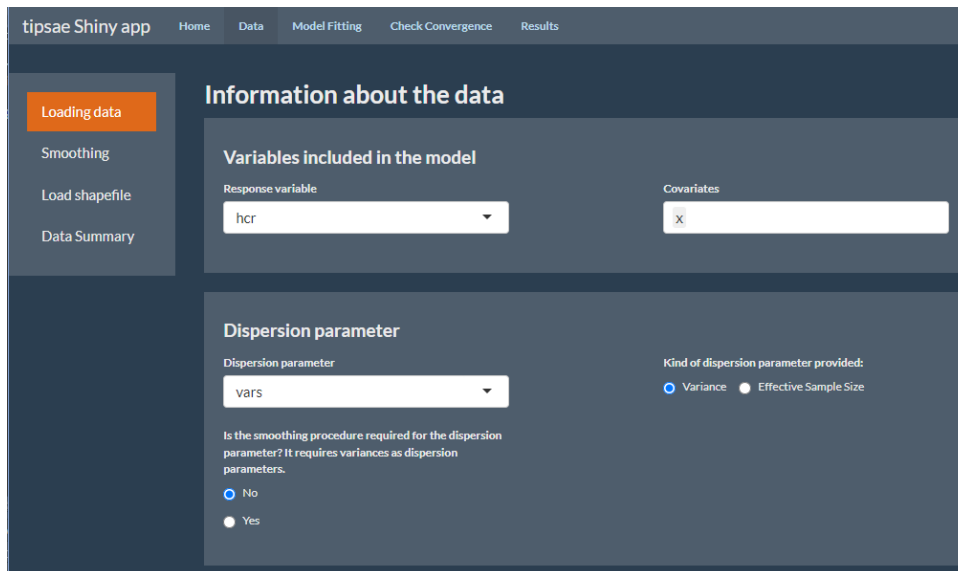 tipsae Shiny app Home Data Model Fitting Check Convergence Results
Loading data
Smoothing
Load shapefile
Data Summary
Information about the data
Variables included in the model
Response variable Covariates
hcr x
Dispersion parameter
Dispersion parameter Kind of dispersion parameter provided:
vars Variance Effective Sample Size
Is the smoothing procedure required for the dispersion
parameter? It requires variances as dispersion
parameters.
No
Yes